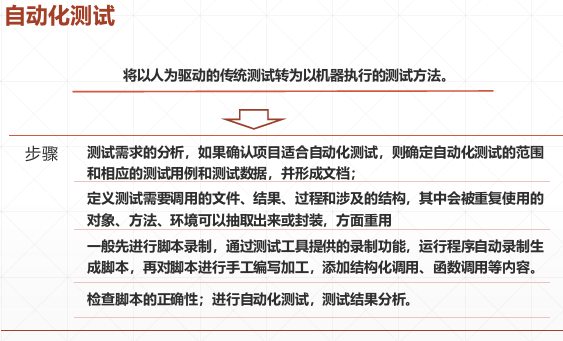 自动化测试
将以人为驱动的传统测试转为以机器执行的测试方法。
步骤
测试需求的分析，如果确认项目适合自动化测试，则确定自动化测试的范围
和相应的测试用例和测试数据，并形成文档；
定义测试需要调用的文件、结果、过程和涉及的结构，其中会被重复使用的
对象、方法、环境可以抽取出来或封装，方面重用
一般先进行脚本录制，通过测试工具提供的录制功能，运行程序自动录制生
成脚本，再对脚本进行手工编写加工，添加结构化调用、函数调用等内容。
检查脚本的正确性；进行自动化测试，测试结果分析。